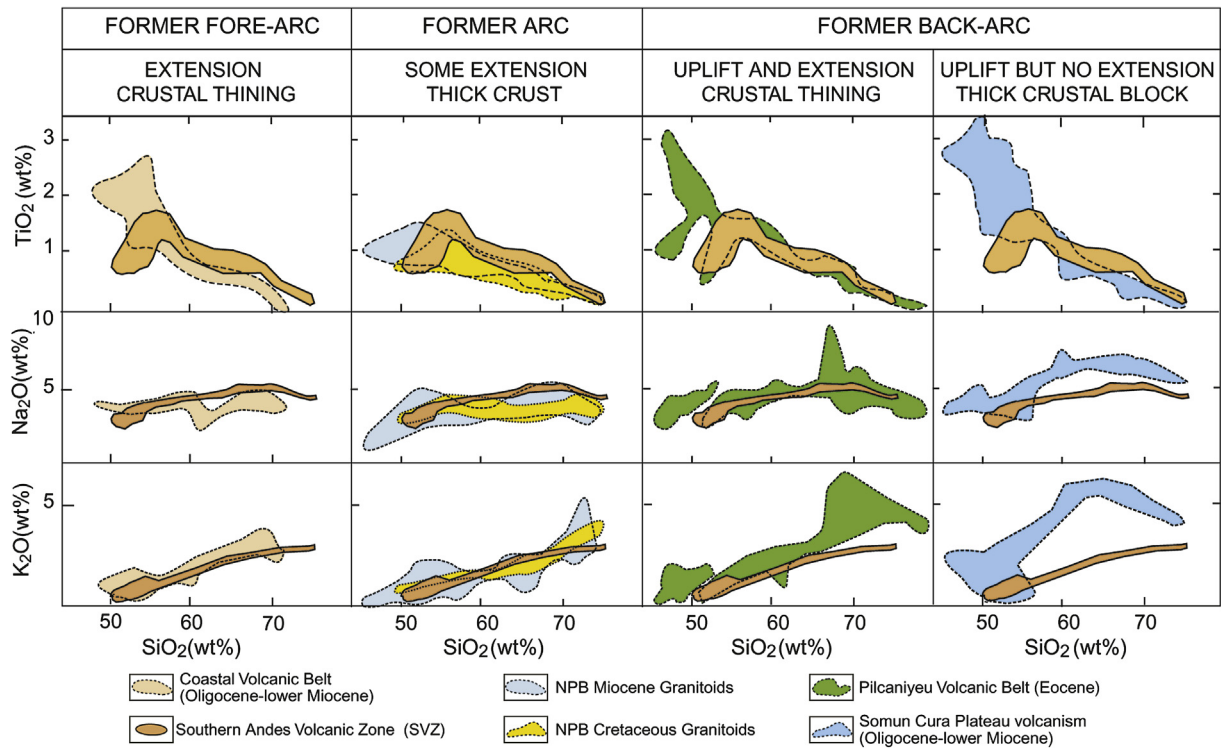 FORMER FORE-ARC
FORMER ARC
FORMER BACK-ARC
EXTENSION
CRUSTAL THINING
SOME EXTENSION
THICK CRUST
UPLIFT AND EXTENSION
CRUSTAL THINING
UPLIFT BUT NO EXTENSION
THICK CRUSTAL BLOCK
TiO2 (wt%)
3
2
1
Na2O(wt%)
10
5
K2O(wt%)
5
50 60 70
SiO2(wt%)
50 60 70
SiO2(wt%)
50 60 70
SiO2(wt%)
50 60 70
SiO2(wt%)
Coastal Volcanic Belt
(Oligocene-lower Miocene)
NPB Miocene Granitoids
Pilcaniyeu Volcanic Belt (Eocene)
Southern Andes Volcanic Zone (SVZ)
NPB Cretaceous Granitoids
Somun Cura Plateau volcanism
(Oligocene-lower Miocene)